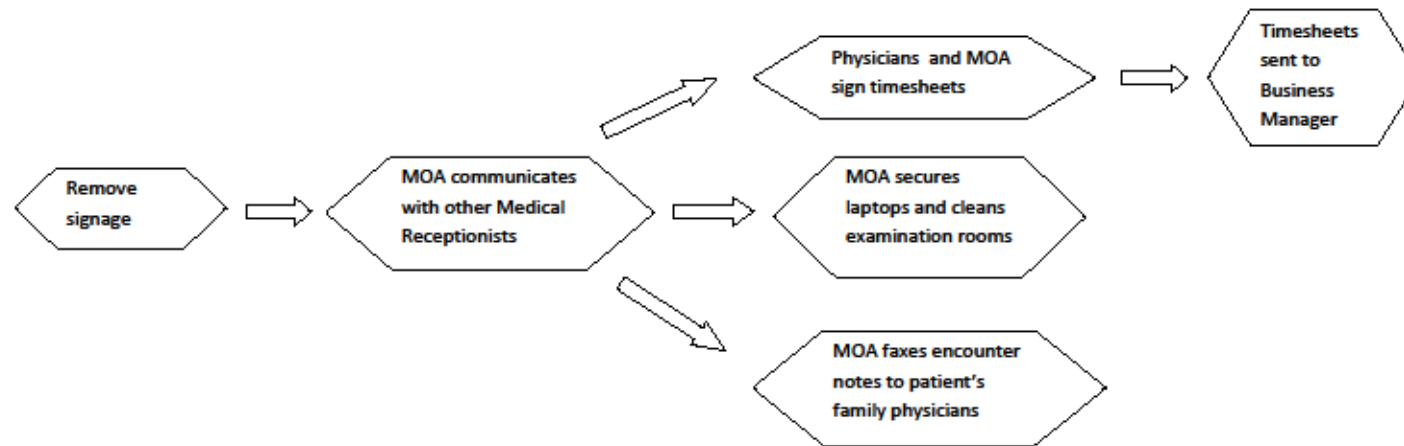 Remove
signage
MOA communicates
with other Medical
Receptionists
Physicians and MOA
sign timesheets
Timesheets
sent to
Business
Manager
MOA secures
laptops and cleans
examination rooms
MOA faxes encounter
notes to patient's
family physicians